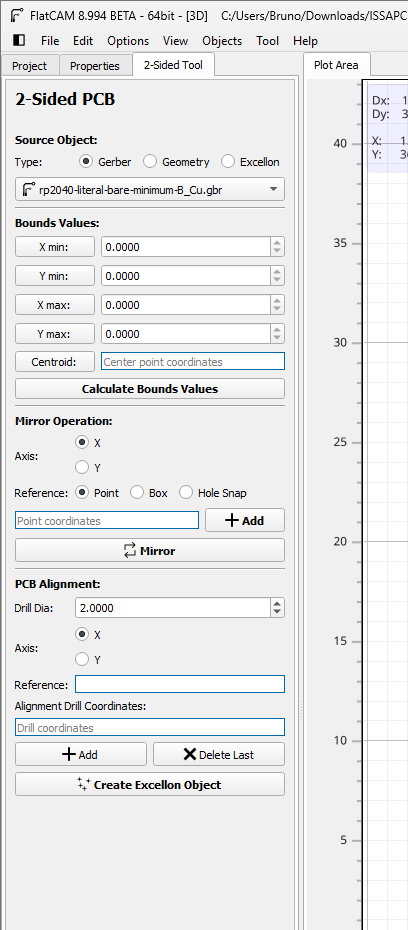 FlatCAM 8.994 BETA - 64bit - [3D] C:/Users/Bruno/Downloads/ISSAPC
File Edit Options View Objects Tool Help
Project Properties 2-Sided Tool Plot Area
2-Sided PCB
Source Object:
Type: Gerber Geometry Excellon
rp2040-literal-bare-minimum-B_Cu.gbr
Bounds Values:
X min: 0.0000
Y min: 0.0000
X max: 0.0000
Y max: 0.0000
Centroid: Center point coordinates
Calculate Bounds Values
Mirror Operation:
Axis: X
Y
Reference: Point Box Hole Snap
Point coordinates Add
Mirror
PCB Alignment:
Drill Dia: 2.0000
Axis: X
Y
Reference:
Alignment Drill Coordinates:
Drill coordinates
Add Delete Last
Create Excellon Object
Dx: 1
Dy: 3
X: 1.
Y: 36
40
35
30
25
20
15
10
5